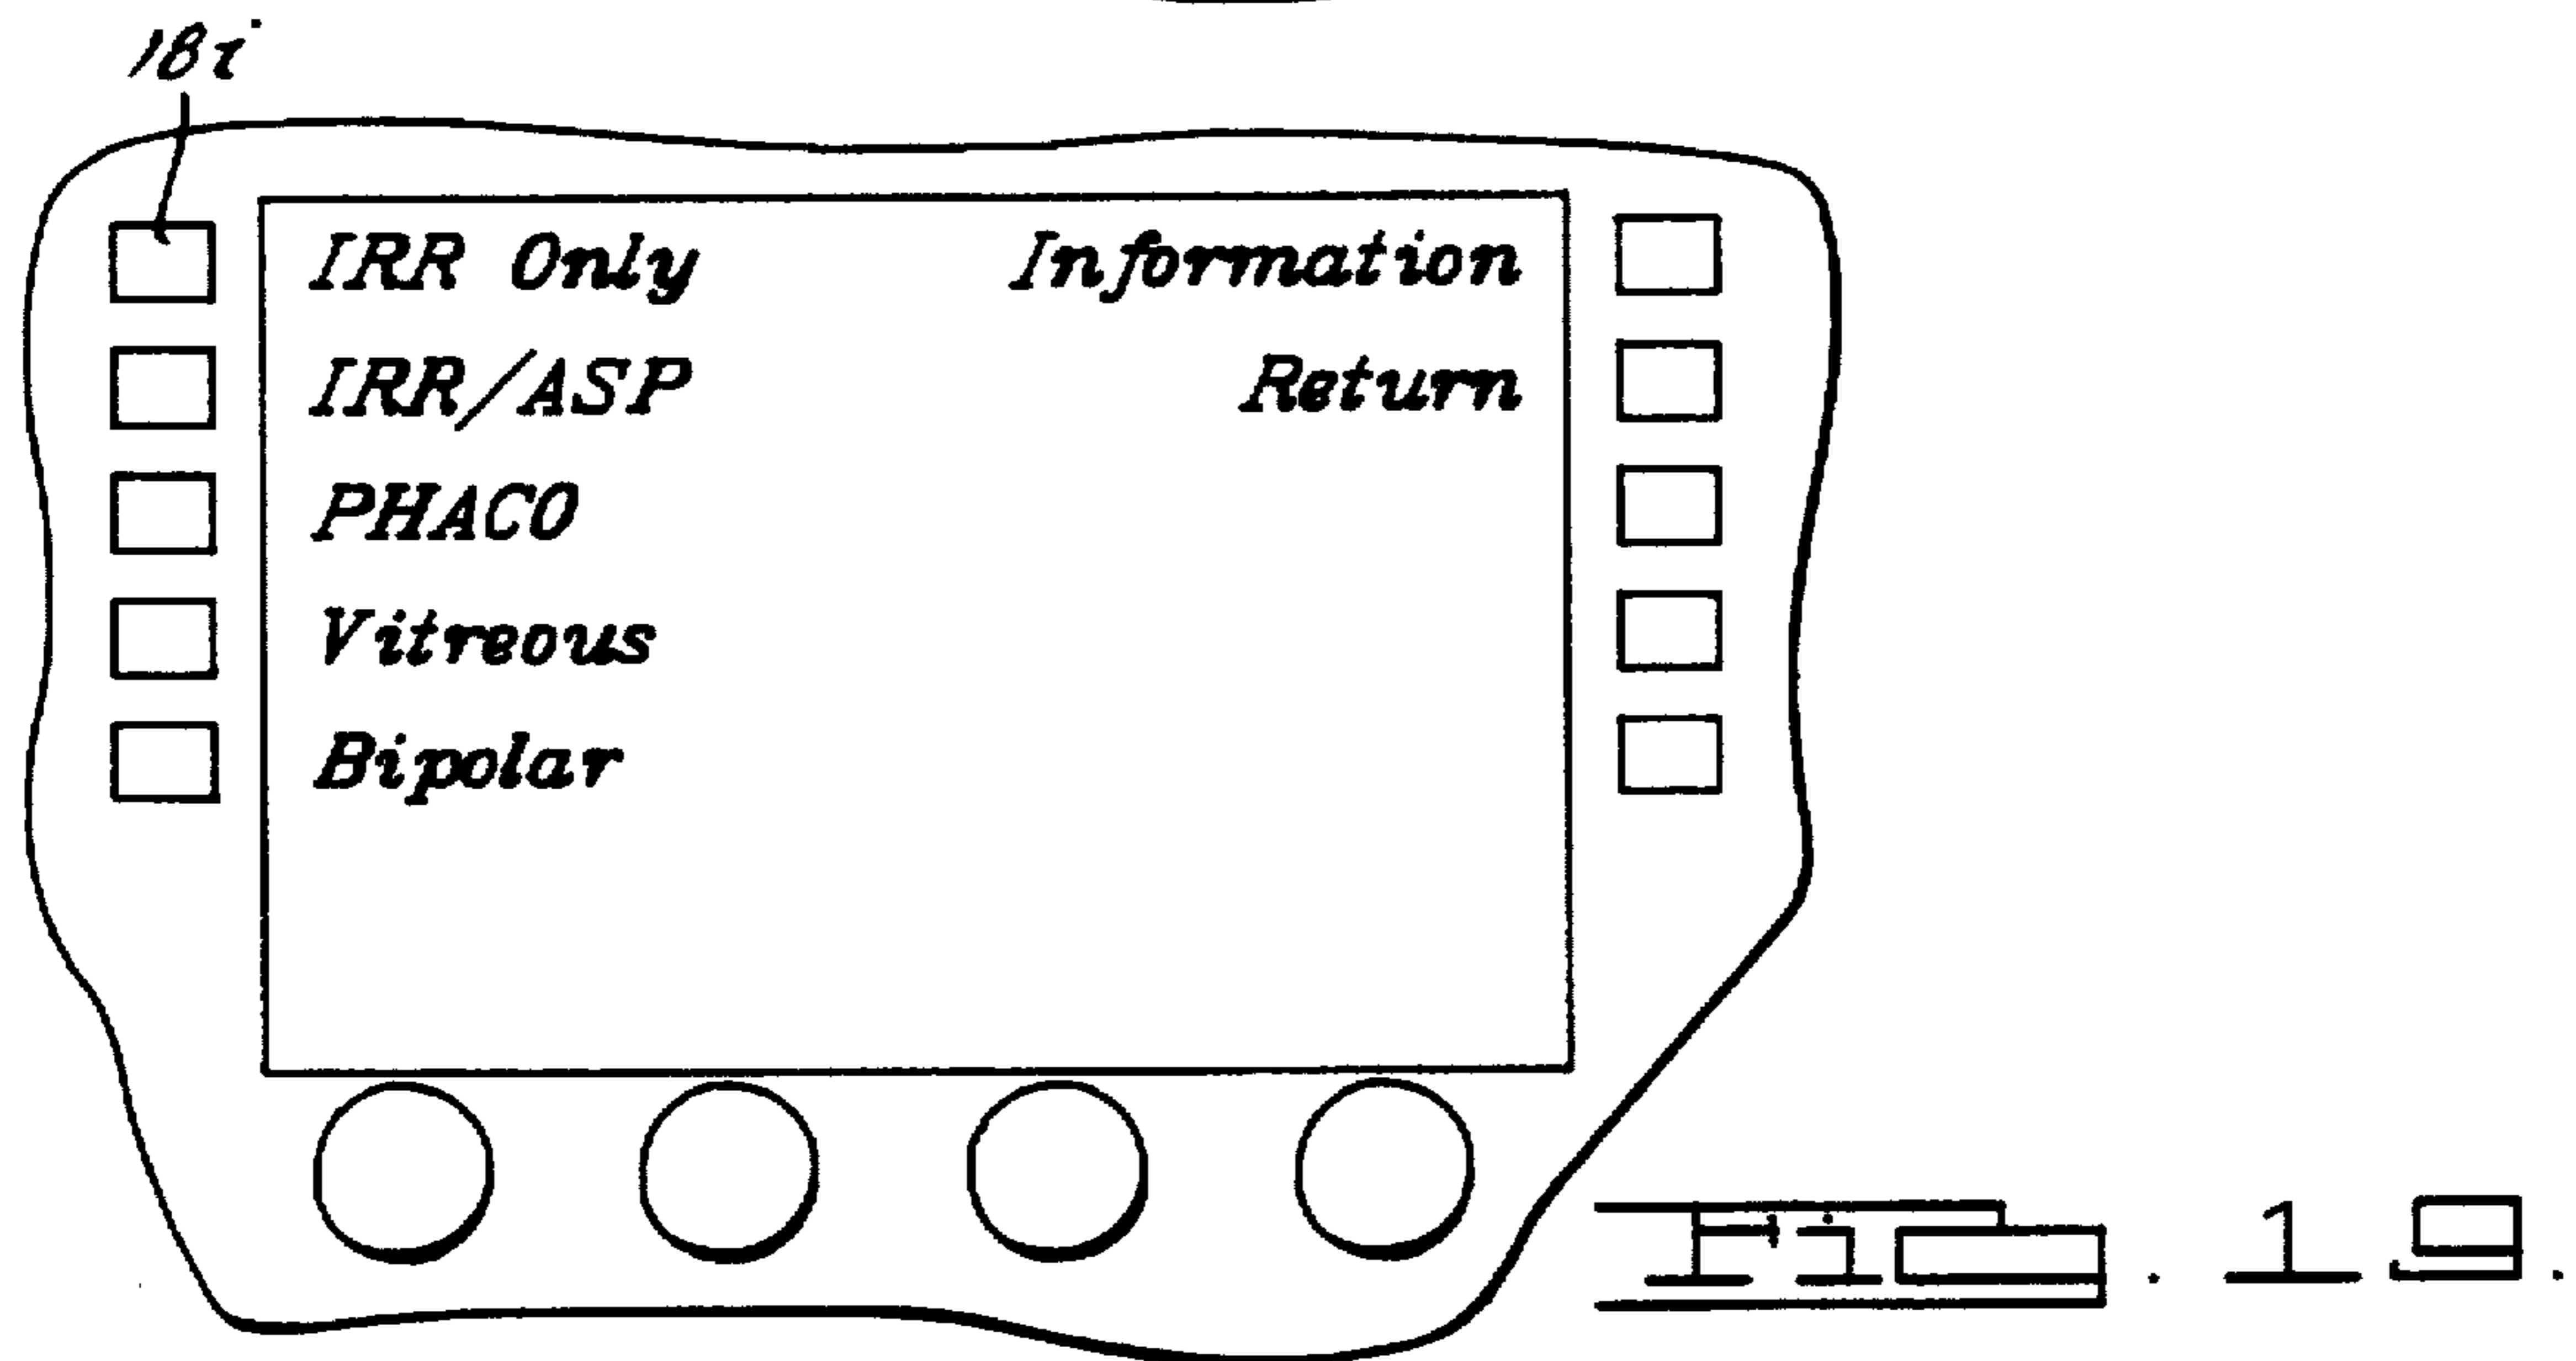 18i
IRR Only Information
IRR/ASP Return
PHACO
Vitreous
Bipolar
Fig. 19.